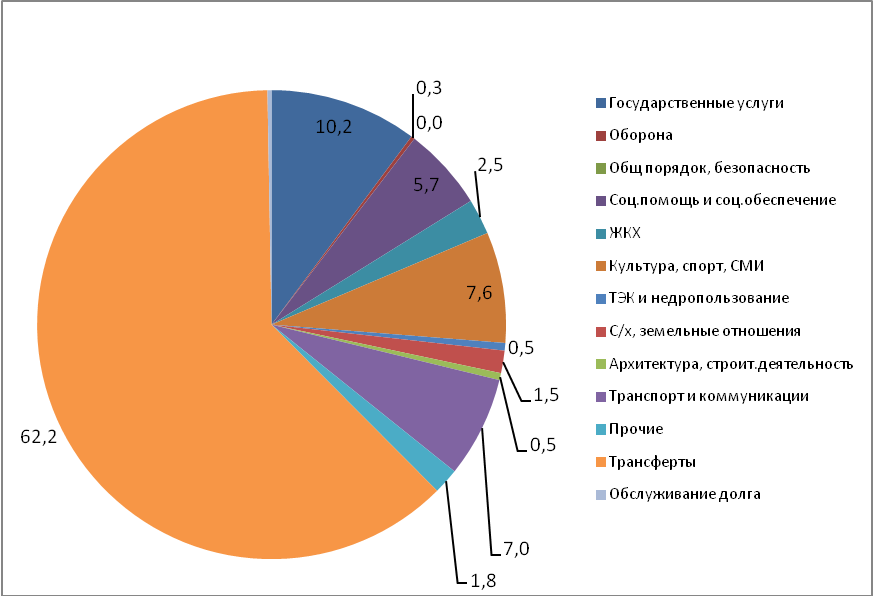 0,3
10,2
0,0
2,5
5,7
7,6
0,5
1,5
0,5
62,2
7,0
1,8
Государственные услуги
Оборона
Общ порядок, безопасность
Соц.помощь и соц.обеспечение
ЖКХ
Культура, спорт, СМИ
ТЭК и недропользование
С/х, земельные отношения
Архитектура, строит.деятельность
Транспорт и коммуникации
Прочие
Трансферты
Обслуживание долга